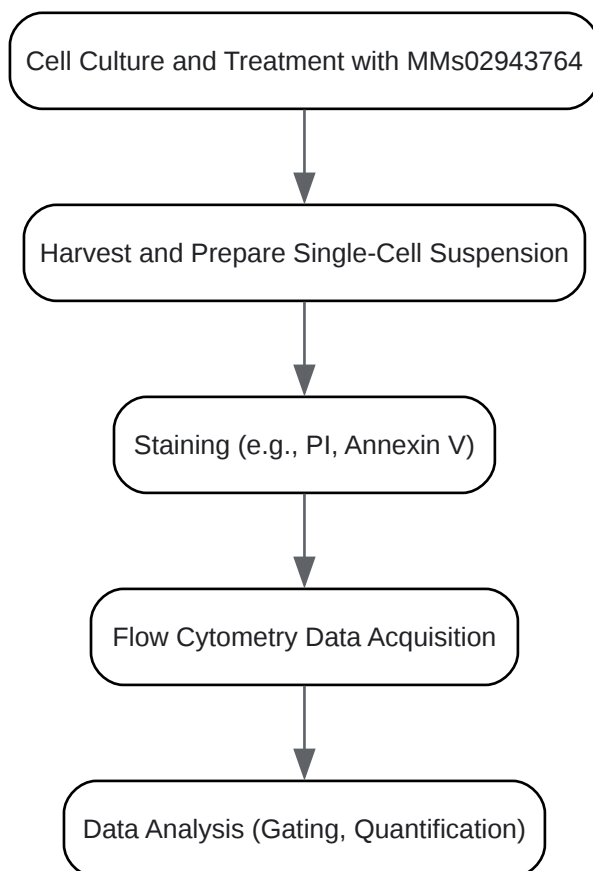 Cell Culture and Treatment with MMs02943764
Harvest and Prepare Single-Cell Suspension
Staining (e.g., PI, Annexin V)
Flow Cytometry Data Acquisition
Data Analysis (Gating, Quantification)